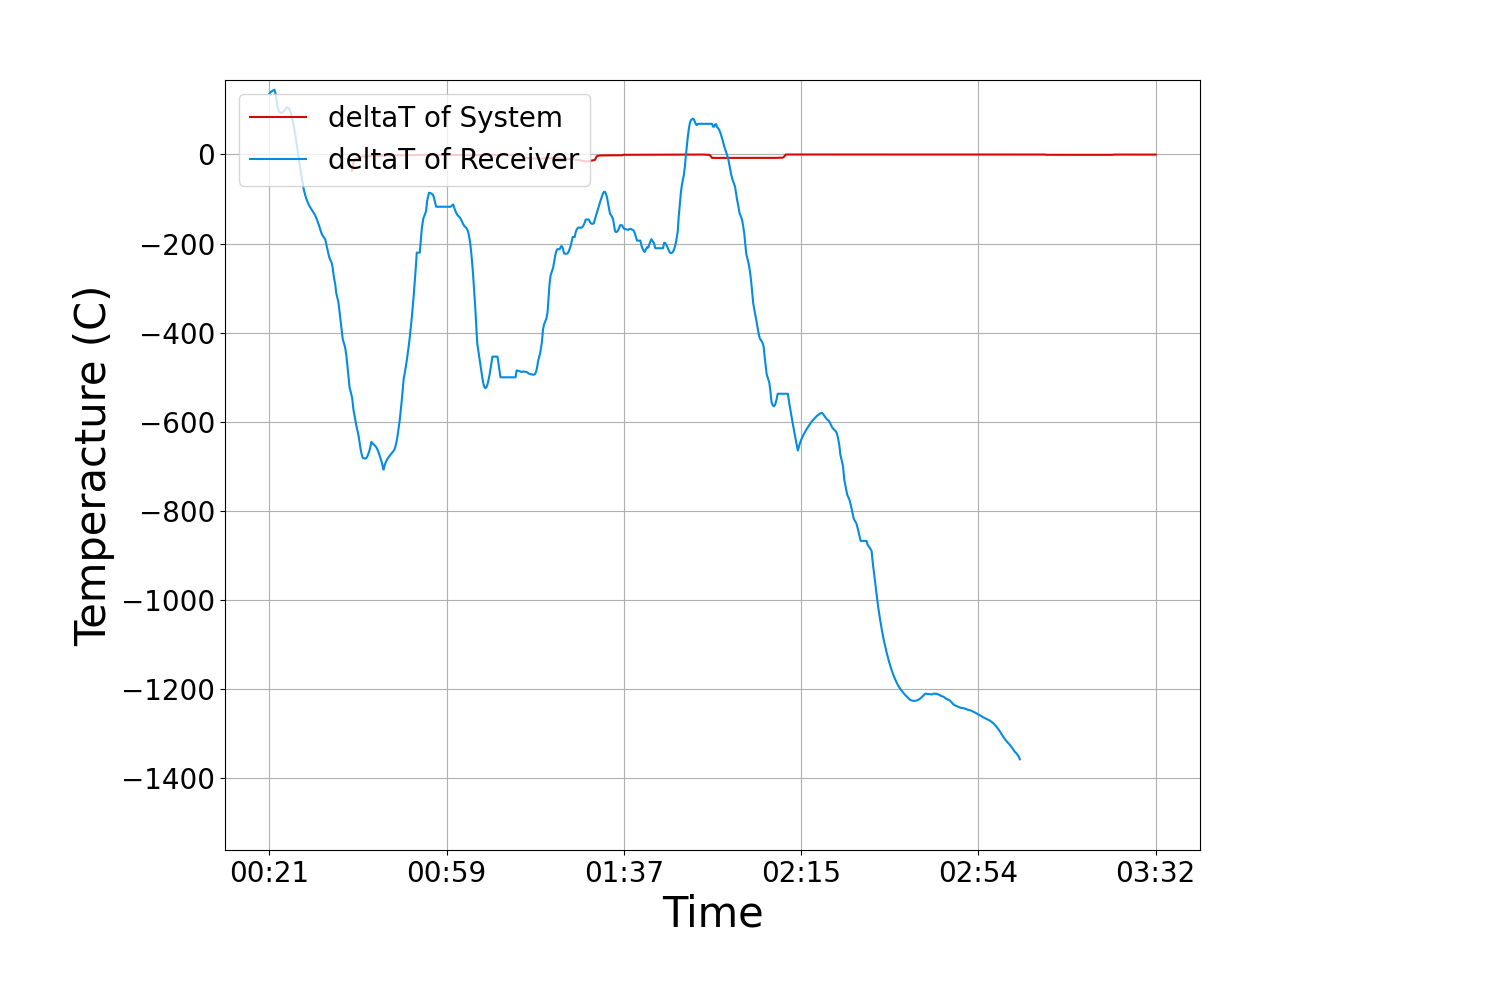 deltaT of System
deltaT of Receiver
0
−200
−400
−600
−800
−1000
−1200
−1400
Temperacture (C)
00:21 00:59 01:37 02:15 02:54 03:32
Time